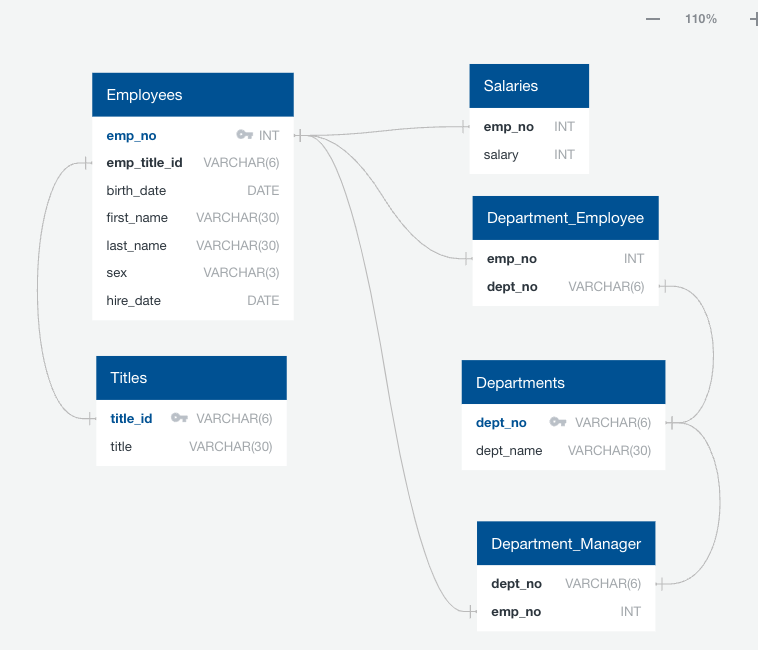 110%
Employees
emp_no INT
emp_title_id VARCHAR(6)
birth_date DATE
first_name VARCHAR(30)
last_name VARCHAR(30)
sex VARCHAR(3)
hire_date DATE
Titles
title_id VARCHAR(6)
title VARCHAR(30)
Salaries
emp_no INT
salary INT
Department_Employee
emp_no INT
dept_no VARCHAR(6)
Departments
dept_no VARCHAR(6)
dept_name VARCHAR(30)
Department_Manager
dept_no VARCHAR(6)
emp_no INT